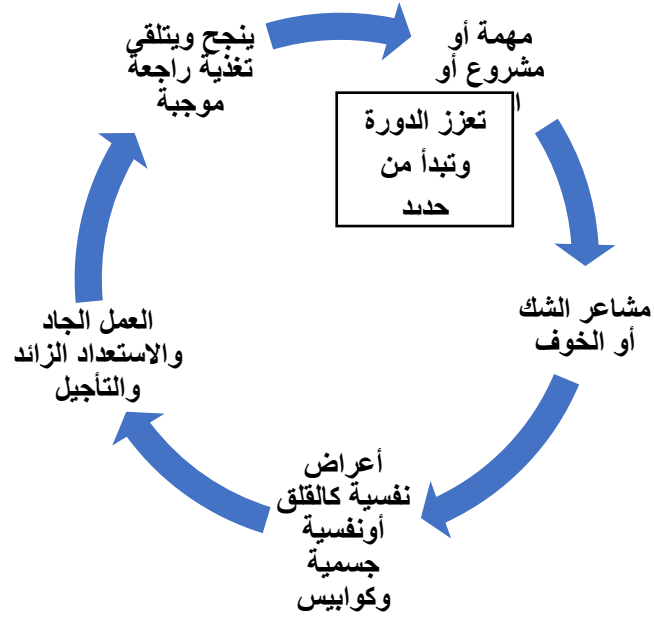 مهمة أو
مشروع أو
تعزز الدورة
وتبدأ من
جديد
مشاعر الشك
أو الخوف
أعراض
نفسية كالقلق
أونفسية
جسمية
وكوابيس
العمل الجاد
والاستعداد الزائد
والتأجيل
ينجح ويتلقى
تغذية راجعة
موجبة